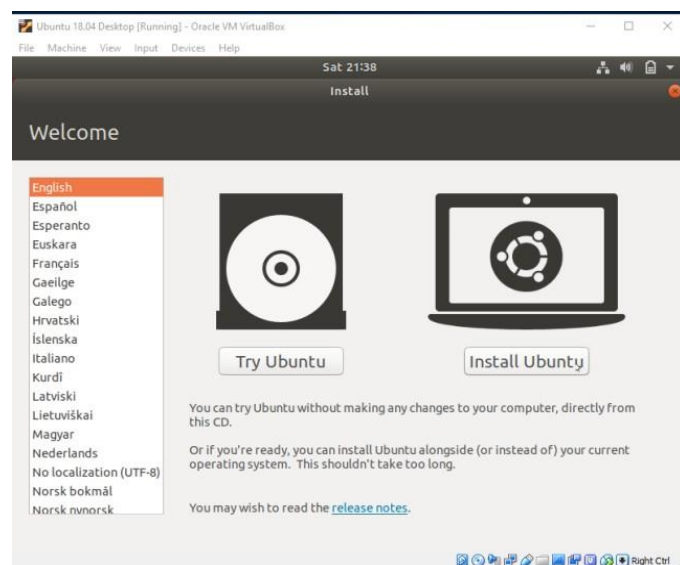 Ubuntu 18.04 Desktop [Running] - Oracle VM VirtualBox
File Machine View Input Devices Help
Sat 21:38
Install
Welcome
English
Español
Esperanto
Euskara
Français
Gaeilge
Galego
Hrvatski
Íslenska
Italiano
Kurdî
Latviski
Lietuviškai
Magyar
Nederlands
No localization (UTF-8)
Norsk bokmål
Norsk nynorsk
Try Ubuntu
Install Ubuntu
You can try Ubuntu without making any changes to your computer, directly from
this CD.
Or if you're ready, you can install Ubuntu alongside (or instead of) your current
operating system. This shouldn't take too long.
You may wish to read the release notes.
Right Ctrl